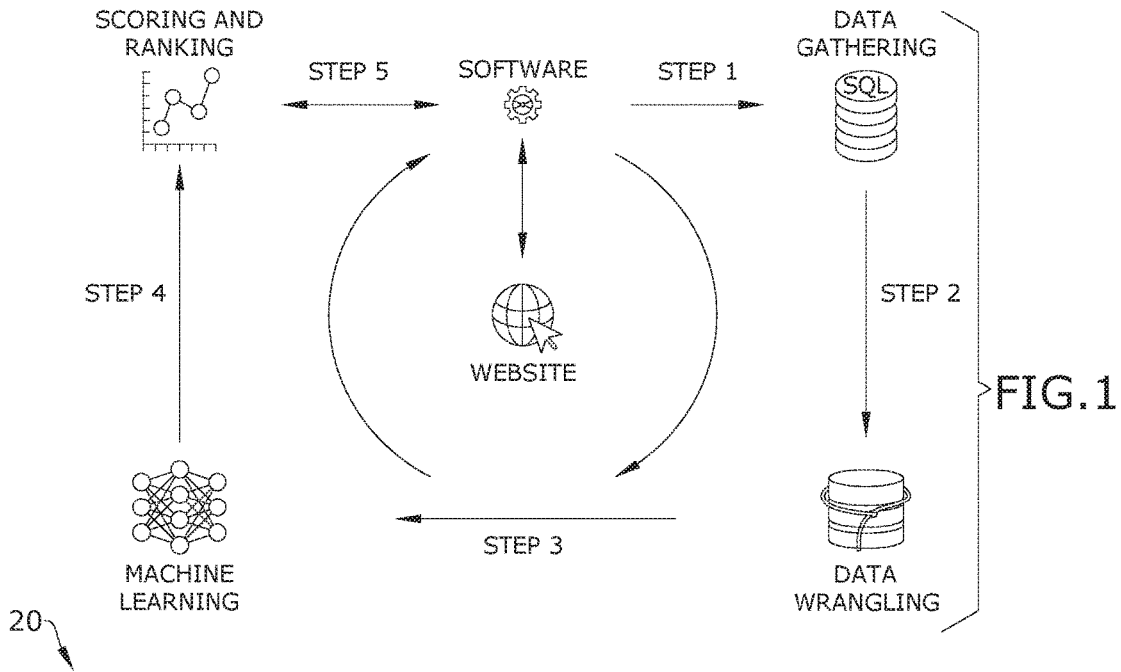 SCORING AND
RANKING
STEP 5
SOFTWARE
STEP 1
DATA
GATHERING
SQL
STEP 4
STEP 2
WEBSITE
FIG.1
STEP 3
MACHINE
LEARNING
DATA
WRANGLING
20